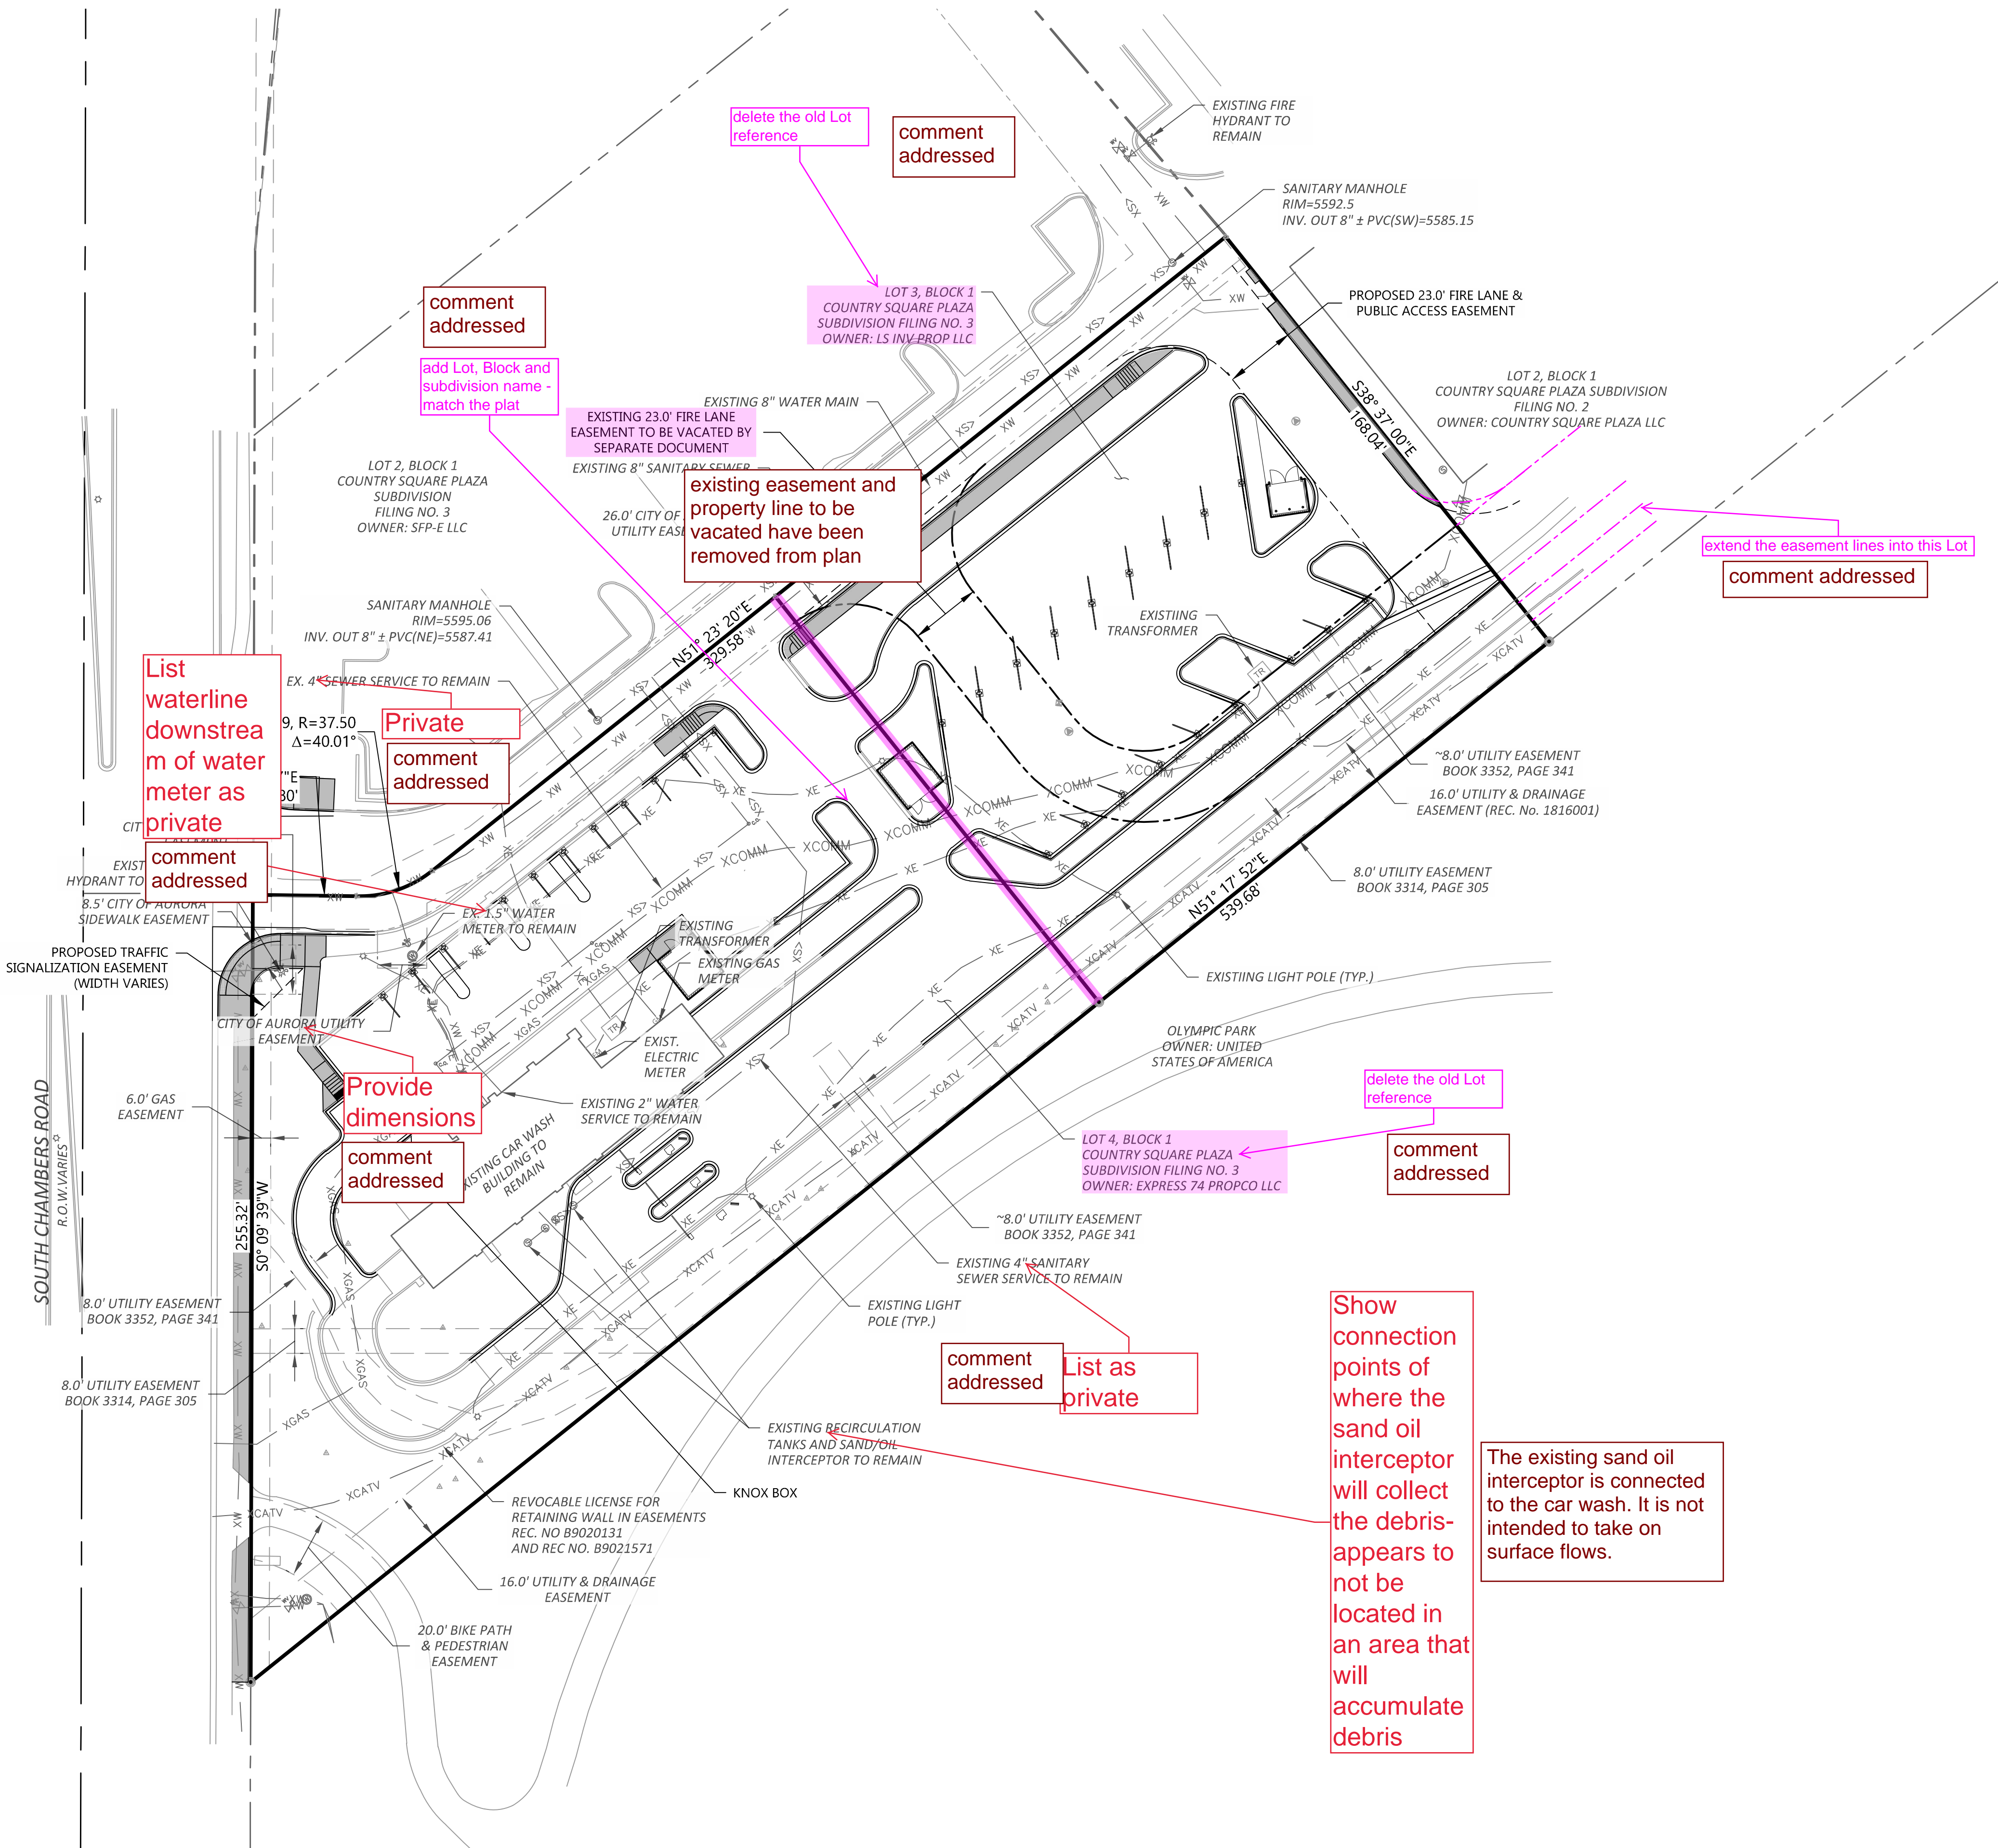 EXISTING FIRE
HYDRANT TO
REMAIN
delete the old Lot
reference
comment
addressed
SANITARY MANHOLE
RIM=5592.5
INV. OUT 8" ± PVC(SW)=5585.15
LOT 3, BLOCK 1
COUNTRY SQUARE PLAZA
SUBDIVISION FILING NO. 3
OWNER: LS INV PROP LLC
PROPOSED 23.0' FIRE LANE &
PUBLIC ACCESS EASEMENT
comment
addressed
add Lot, Block and
subdivision name -
match the plat
EXISTING 8" WATER MAIN
EXISTING 23.0' FIRE LANE
EASEMENT TO BE VACATED BY
SEPARATE DOCUMENT
S38° 37' 00"E
168.04'
LOT 2, BLOCK 1
COUNTRY SQUARE PLAZA SUBDIVISION
FILING NO. 2
OWNER: COUNTRY SQUARE PLAZA LLC
LOT 2, BLOCK 1
COUNTRY SQUARE PLAZA
SUBDIVISION
FILING NO. 3
OWNER: SFP-E LLC
EXISTING 8" SANITARY SEWER
26.0' CITY OF
UTILITY
existing easement and
property line to be
vacated have been
removed from plan
extend the easement lines into this Lot
comment addressed
SANITARY MANHOLE
RIM=5595.06
INV. OUT 8" ± PVC(NE)=5587.41
N51° 23' 20"E
329.58'
EXISTIING
TRANSFORMER
TR
List
waterline
downstrea
m of water
meter as
private
EX. 4" SEWER SERVICE TO REMAIN
Private
comment
addressed
9, R=37.50
Δ=40.01°
"E
30'
comment
addressed
HYDRANT TO
8.5' CITY OF AURORA
SIDEWALK EASEMENT
PROPOSED TRAFFIC
SIGNALIZATION EASEMENT
(WIDTH VARIES)
EX. 1.5" WATER
METER TO REMAIN
EXISTING
TRANSFORMER
EXISTING GAS
METER
TR
EXIST.
ELECTRIC
METER
~8.0' UTILITY EASEMENT
BOOK 3352, PAGE 341
16.0' UTILITY & DRAINAGE
EASEMENT (REC. No. 1816001)
8.0' UTILITY EASEMENT
BOOK 3314, PAGE 305
N51° 17' 52"E
539.68'
EXISTIING LIGHT POLE (TYP.)
CITY OF AURORA UTILITY
EASEMENT
Provide
dimensions
comment
addressed
EXISTING 2" WATER
SERVICE TO REMAIN
CAR WASH
BUILDING TO
REMAIN
OLYMPIC PARK
OWNER: UNITED
STATES OF AMERICA
delete the old Lot
reference
comment
addressed
LOT 4, BLOCK 1
COUNTRY SQUARE PLAZA
SUBDIVISION FILING NO. 3
OWNER: EXPRESS 74 PROPCO LLC
SOUTH CHAMBERS ROAD
R.O.W.VARIES
6.0' GAS
EASEMENT
255.32'
S0° 09' 39"W
~8.0' UTILITY EASEMENT
BOOK 3352, PAGE 341
EXISTING 4" SANITARY
SEWER SERVICE TO REMAIN
EXISTING LIGHT
POLE (TYP.)
8.0' UTILITY EASEMENT
BOOK 3352, PAGE 341
8.0' UTILITY EASEMENT
BOOK 3314, PAGE 305
comment
addressed
List as
private
EXISTING RECIRCULATION
TANKS AND SAND/OIL
INTERCEPTOR TO REMAIN
KNOX BOX
REVOCABLE LICENSE FOR
RETAINING WALL IN EASEMENTS
REC. NO B9020131
AND REC NO. B9021571
16.0' UTILITY & DRAINAGE
EASEMENT
20.0' BIKE PATH
& PEDESTRIAN
EASEMENT
Show
connection
points of
where the
sand oil
interceptor
will collect
the debris-
appears to
not be
located in
an area that
will
accumulate
debris
The existing sand oil
interceptor is connected
to the car wash. It is not
intended to take on
surface flows.